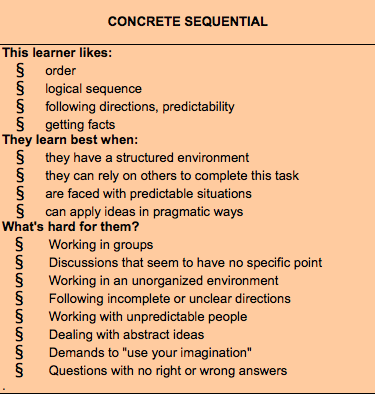 CONCRETE SEQUENTIAL
This learner likes:
§ order
§ logical sequence
§ following directions, predictability
§ getting facts
They learn best when:
§ they have a structured environment
§ they can rely on others to complete this task
§ are faced with predictable situations
§ can apply ideas in pragmatic ways
What's hard for them?
§ Working in groups
§ Discussions that seem to have no specific point
§ Working in an unorganized environment
§ Following incomplete or unclear directions
§ Working with unpredictable people
§ Dealing with abstract ideas
§ Demands to "use your imagination"
§ Questions with no right or wrong answers
.